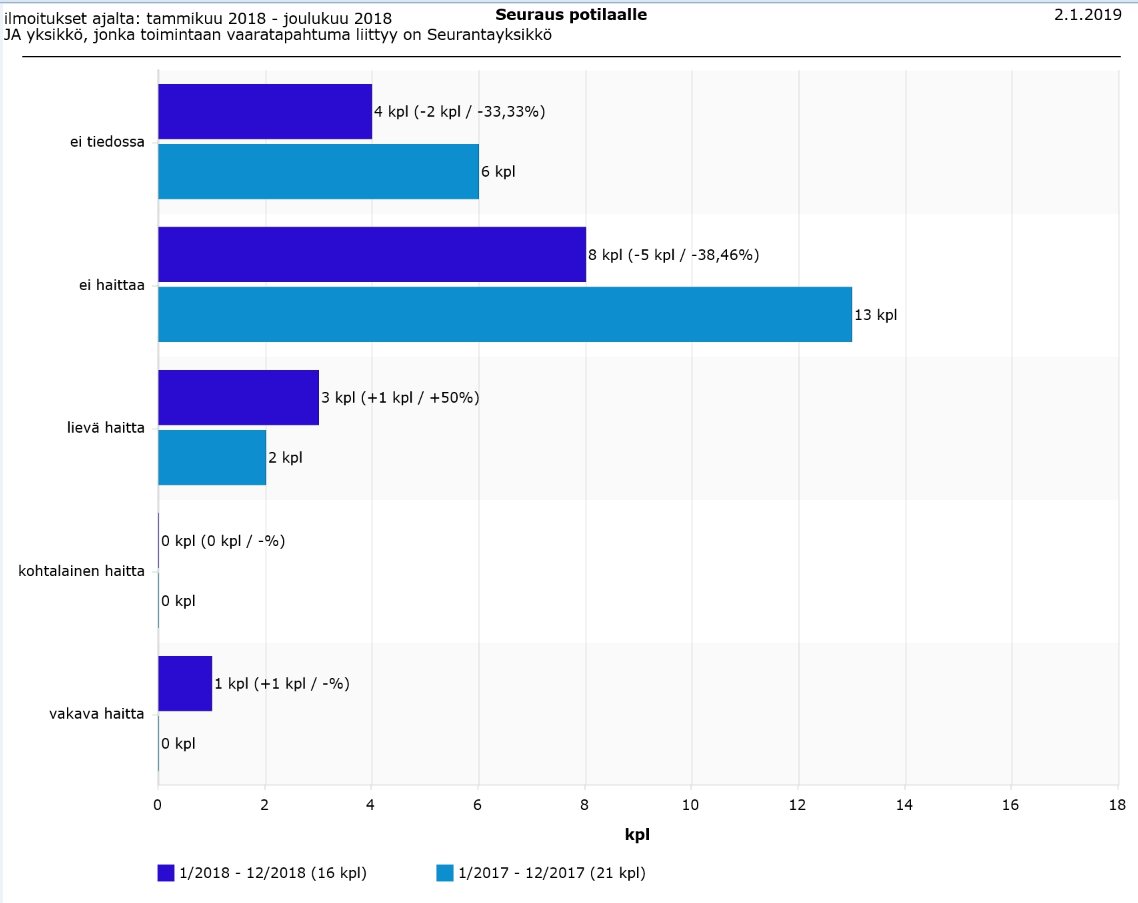 ilmoitukset ajalta: tammikuu 2018 - joulukuu 2018
JA yksikkö, jonka toimintaan vaaratapahtuma liittyy on Seurantayksikkö
Seuraus potilaalle
2.1.2019
ei tiedossa
4 kpl (-2 kpl / -33,33%)
6 kpl
ei haittaa
8 kpl (-5 kpl / -38,46%)
13 kpl
lievä haitta
3 kpl (+1 kpl / +50%)
2 kpl
kohtalainen haitta
0 kpl (0 kpl / -%)
0 kpl
vakava haitta
1 kpl (+1 kpl / -%)
0 kpl
0 2 4 6 8 10 12 14 16 18
kpl
1/2018 - 12/2018 (16 kpl)
1/2017 - 12/2017 (21 kpl)